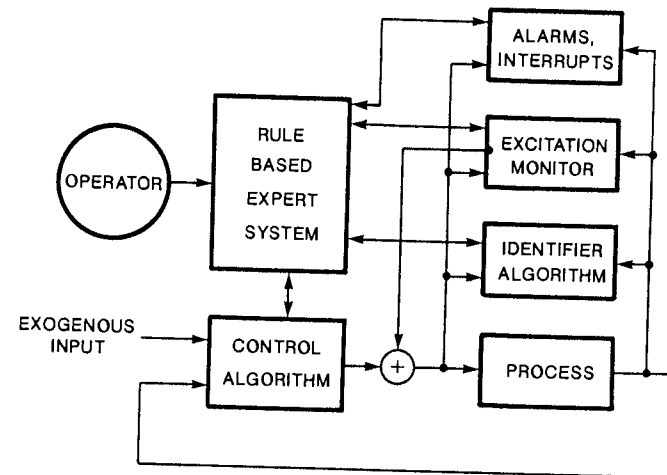 ALARMS,
INTERRUPTS
RULE
BASED
EXPERT
SYSTEM
EXCITATION
MONITOR
OPERATOR
IDENTIFIER
ALGORITHM
EXOGENOUS
INPUT
CONTROL
ALGORITHM
+
PROCESS